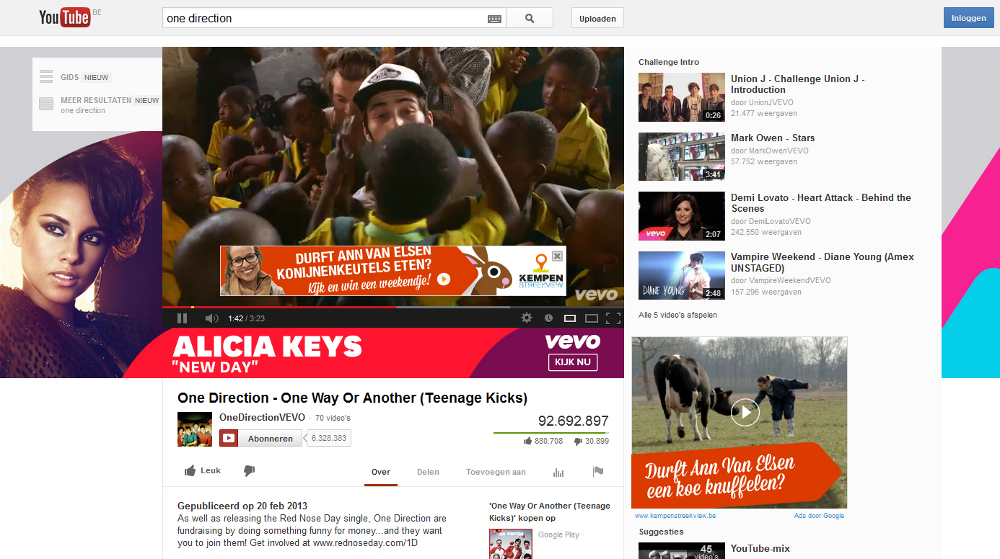 YouTube BE
one direction
Uploaden
Inloggen
GIDS NIEUW
MEER RESULTATEN NIEUW
one direction
DURFT ANN VAN ELSEN
KONIJNENKEUTELS ETEN?
Kijk en win een weekendje!
KEMPEN
STREEKVIEW
vevo
1:42 / 3:23
ALICIA KEYS
"NEW DAY"
vevo
KIJK NU
One Direction - One Way Or Another (Teenage Kicks)
OneDirectionVEVO · 70 video's
Abonneren 6.328.383
92.692.897
880.708 30.899
Leuk
Over Delen Toevoegen aan
Gepubliceerd op 20 feb 2013
As well as releasing the Red Nose Day single, One Direction are
fundraising by doing something funny for money...and they want
you to join them! Get involved at www.rednoseday.com/1D
'One Way Or Another (Teenage
Kicks)' kopen op
Google Play
Challenge Intro
0:26
Union J - Challenge Union J -
Introduction
door UnionJVEVO
21.477 weergaven
3:41
Mark Owen - Stars
door MarkOwenVEVO
57.752 weergaven
vevo
2:07
Demi Lovato - Heart Attack - Behind the
Scenes
door DemiLovatoVEVO
242.550 weergaven
DIANE YOUNG
2:48
Vampire Weekend - Diane Young (Amex
UNSTAGED)
door VampireWeekendVEVO
157.296 weergaven
Alle 5 video's afspelen
Durft Ann Van Elsen
een koe knuffelen?
www.kempenstreekview.be
Ads door Google
Suggesties
45
video's
YouTube-mix